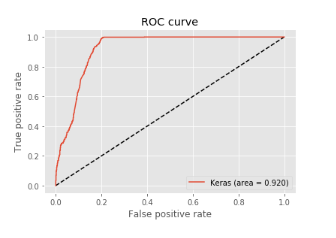 ROC curve
True positive rate
1.0
0.8
0.6
0.4
0.2
0.0
Keras (area = 0.920)
0.0 0.2 0.4 0.6 0.8 1.0
False positive rate